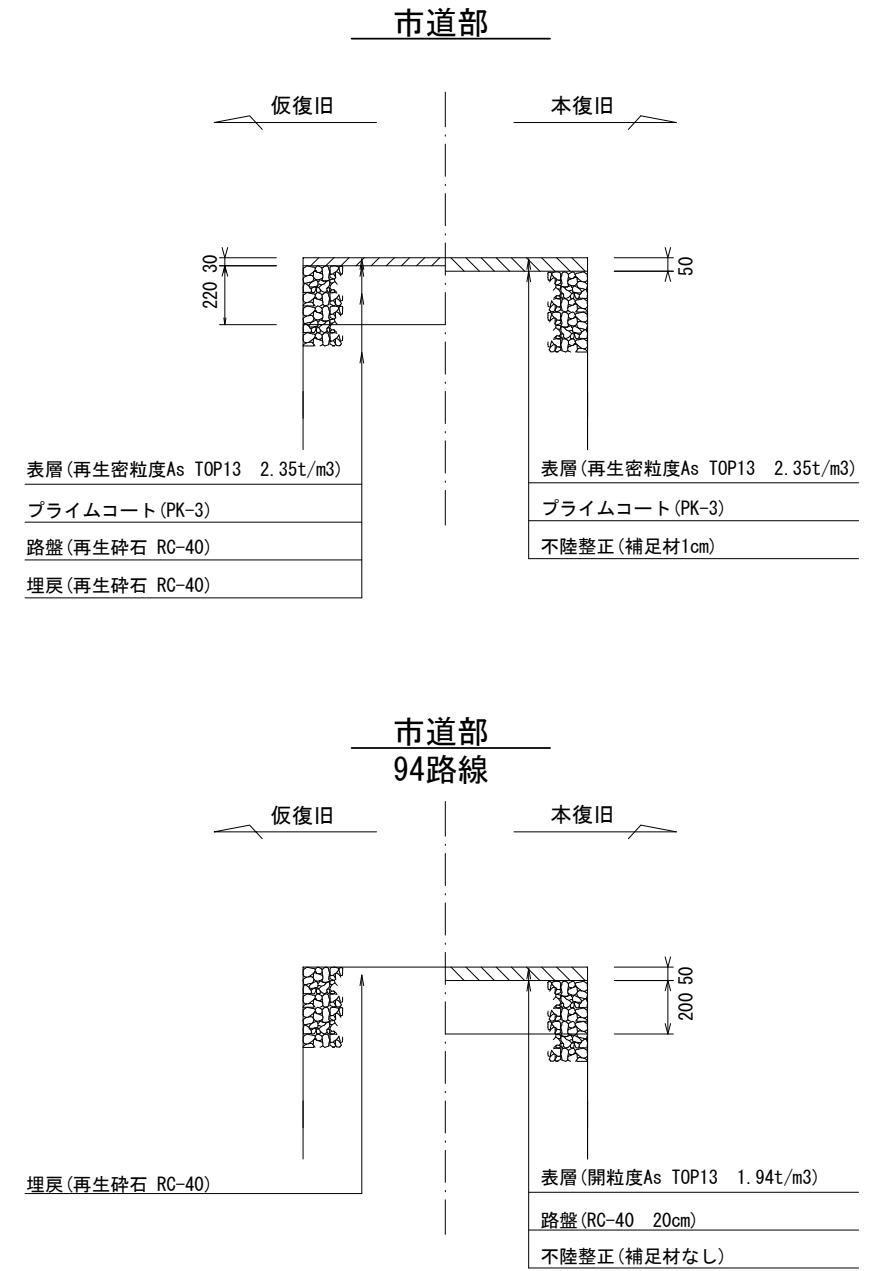 市道部
仮復旧
本復旧
30
220
50
表層(再生密粒度As TOP13 2.35t/m3)
プライムコート(PK-3)
路盤(再生砕石 RC-40)
埋戻(再生砕石 RC-40)
表層(再生密粒度As TOP13 2.35t/m3)
プライムコート(PK-3)
不陸整正(補足材1cm)
市道部
94路線
仮復旧
本復旧
50
200
埋戻(再生砕石 RC-40)
表層(開粒度As TOP13 1.94t/m3)
路盤(RC-40 20cm)
不陸整正(補足材なし)